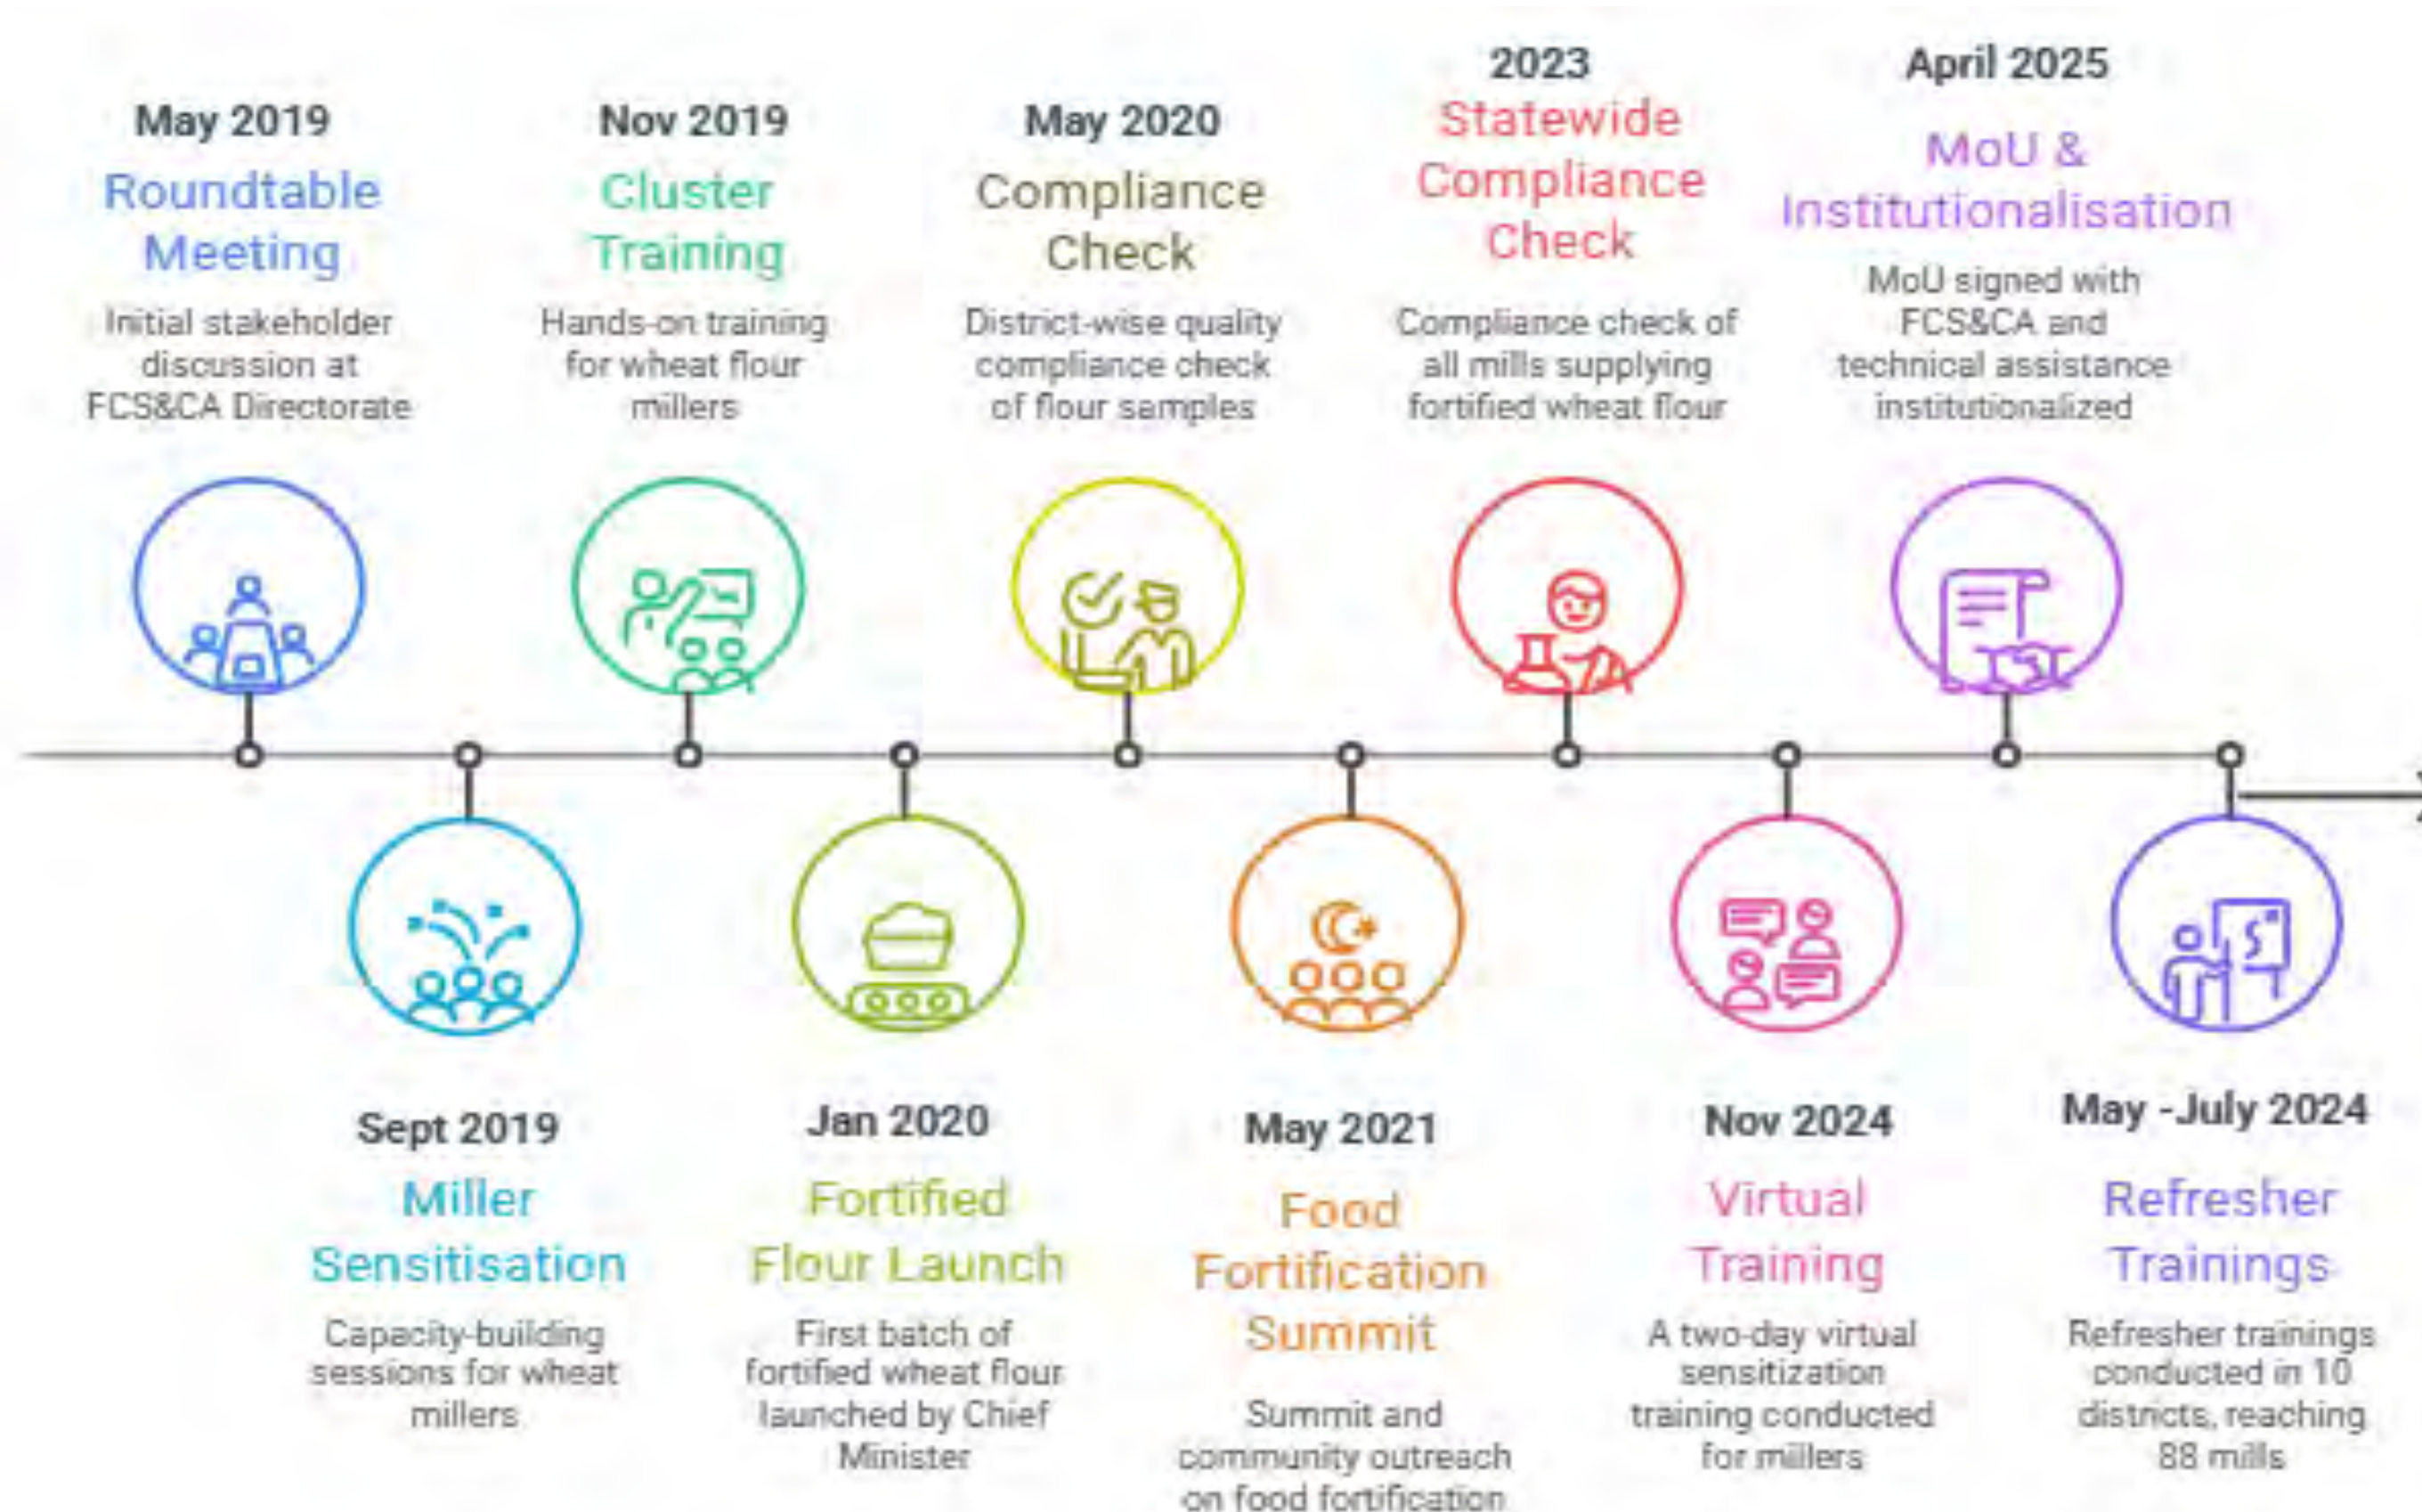 May 2019
Roundtable
Meeting
Initial stakeholder
discussion at
FCS&CA Directorate
Nov 2019
Cluster
Training
Hands-on training
for wheat flour
millers
May 2020
Compliance
Check
District-wise quality
compliance check
of flour samples
2023
Statewide
Compliance
Check
Compliance check of
all mills supplying
fortified wheat flour
April 2025
MoU &
Institutionalisation
MoU signed with
FCS&CA and
technical assistance
institutionalized
Sept 2019
Miller
Sensitisation
Capacity-building
sessions for wheat
millers
Jan 2020
Fortified
Flour Launch
First batch of
fortified wheat flour
launched by Chief
Minister
May 2021
Food
Fortification
Summit
Summit and
community outreach
on food fortification
Nov 2024
Virtual
Training
A two-day virtual
sensitization
training conducted
for millers
May -July 2024
Refresher
Trainings
Refresher trainings
conducted in 10
districts, reaching
88 mills